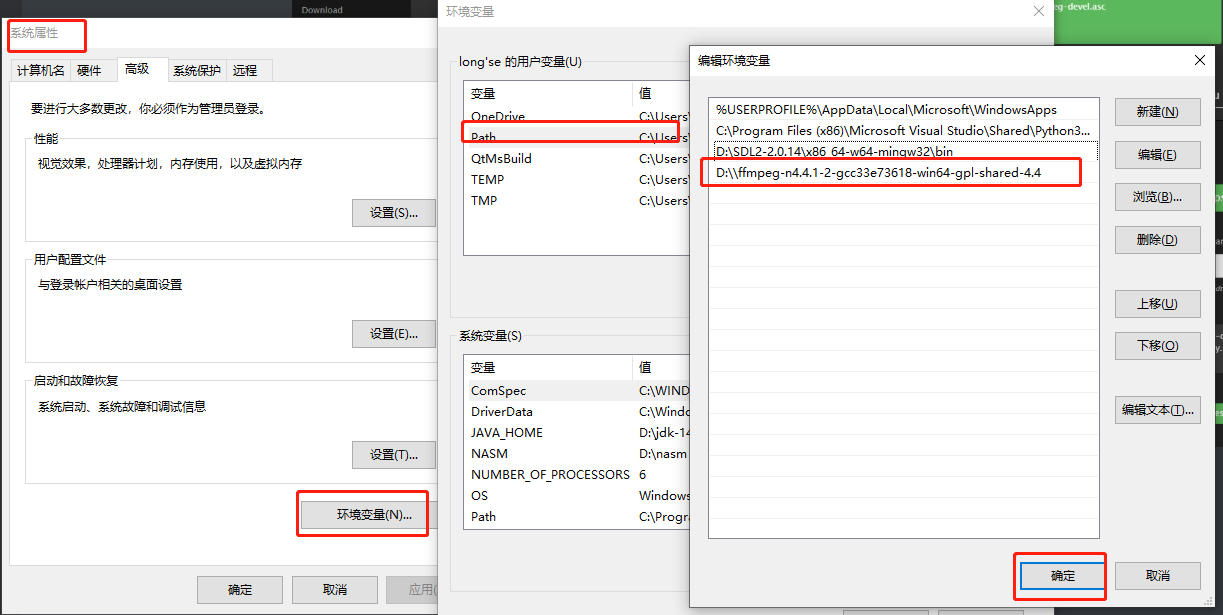 Download
系统属性
计算机名 硬件 高级 系统保护 远程
要进行大多数更改，你必须作为管理员登录。
性能
视觉效果，处理器计划，内存使用，以及虚拟内存
设置(S)...
用户配置文件
与登录帐户相关的桌面设置
设置(E)...
启动和故障恢复
系统启动、系统故障和调试信息
设置(T)...
环境变量(N)...
确定 取消 应用(
环境变量
long'se 的用户变量(U)
变量 值
OneDrive C:\Users\
Path C:\Users\
QtMsBuild
TEMP C:\Users\
TMP C:\Users\
系统变量(S)
变量 值
ComSpec C:\WIND
DriverData C:\Windo
JAVA_HOME D:\jdk-14
NASM D:\nasm
NUMBER_OF_PROCESSORS 6
OS Windows
Path C:\Progra
eg-devel.asc
编辑环境变量
%USERPROFILE%\AppData\Local\Microsoft\WindowsApps
C:\Program Files (x86)\Microsoft Visual Studio\Shared\Python3...
D:\SDL2-2.0.14\x86_64-w64-mingw32\bin
D:\\ffmpeg-n4.4.1-2-gcc33e73618-win64-gpl-shared-4.4
新建(N)
编辑(E)
浏览(B)...
删除(D)
上移(U)
下移(O)
编辑文本(T)...
确定 取消